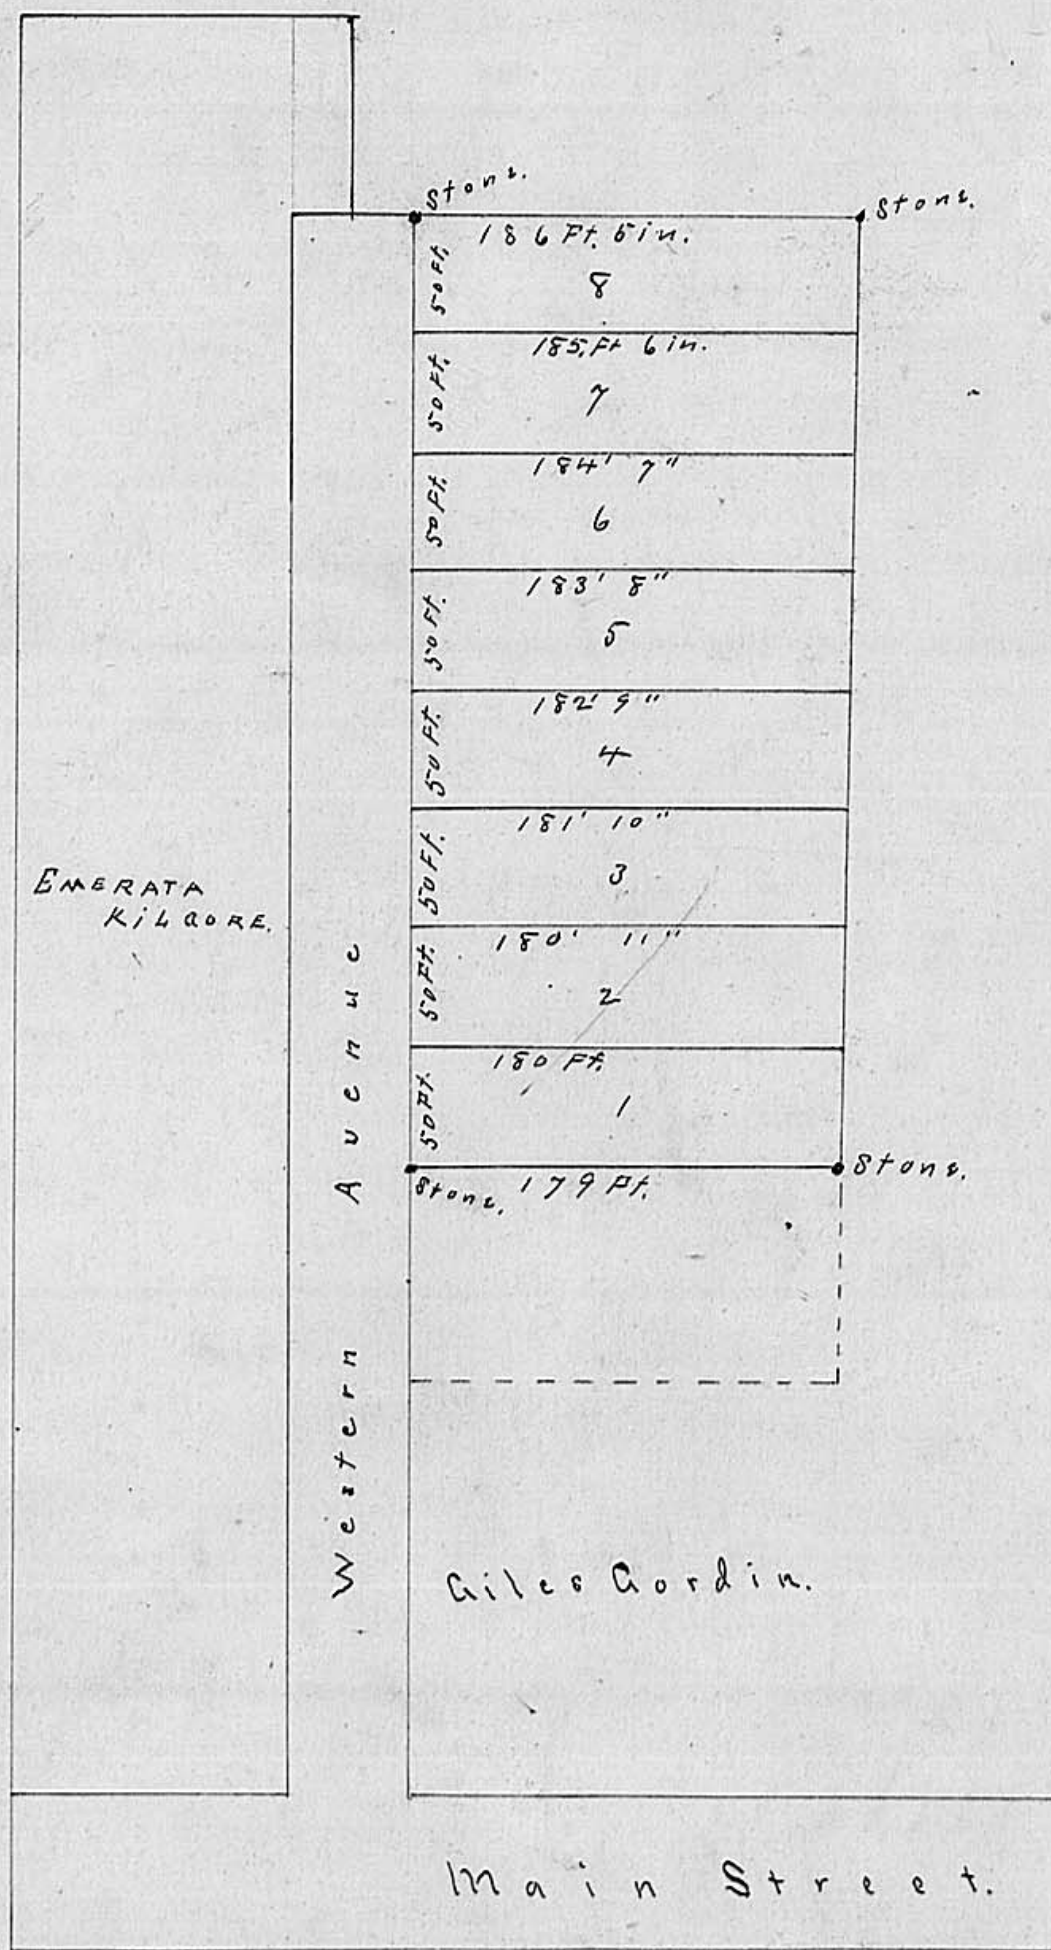 Stone.
Stone.
186 Ft. 5in.
50 Ft.
8
185, Ft 6 in.
50 Ft.
7
184' 7"
50 Ft.
6
183' 8"
50 Ft.
5
182' 9"
50 Ft.
4
181' 10"
50 Ft.
3
EMERATA
KILGORE.
180' 11"
50 Ft.
2
180 Ft.
50 Ft.
1
Stone.
Stone. 179 Ft.
Western Avenue
Giles Gordin.
Main Street.